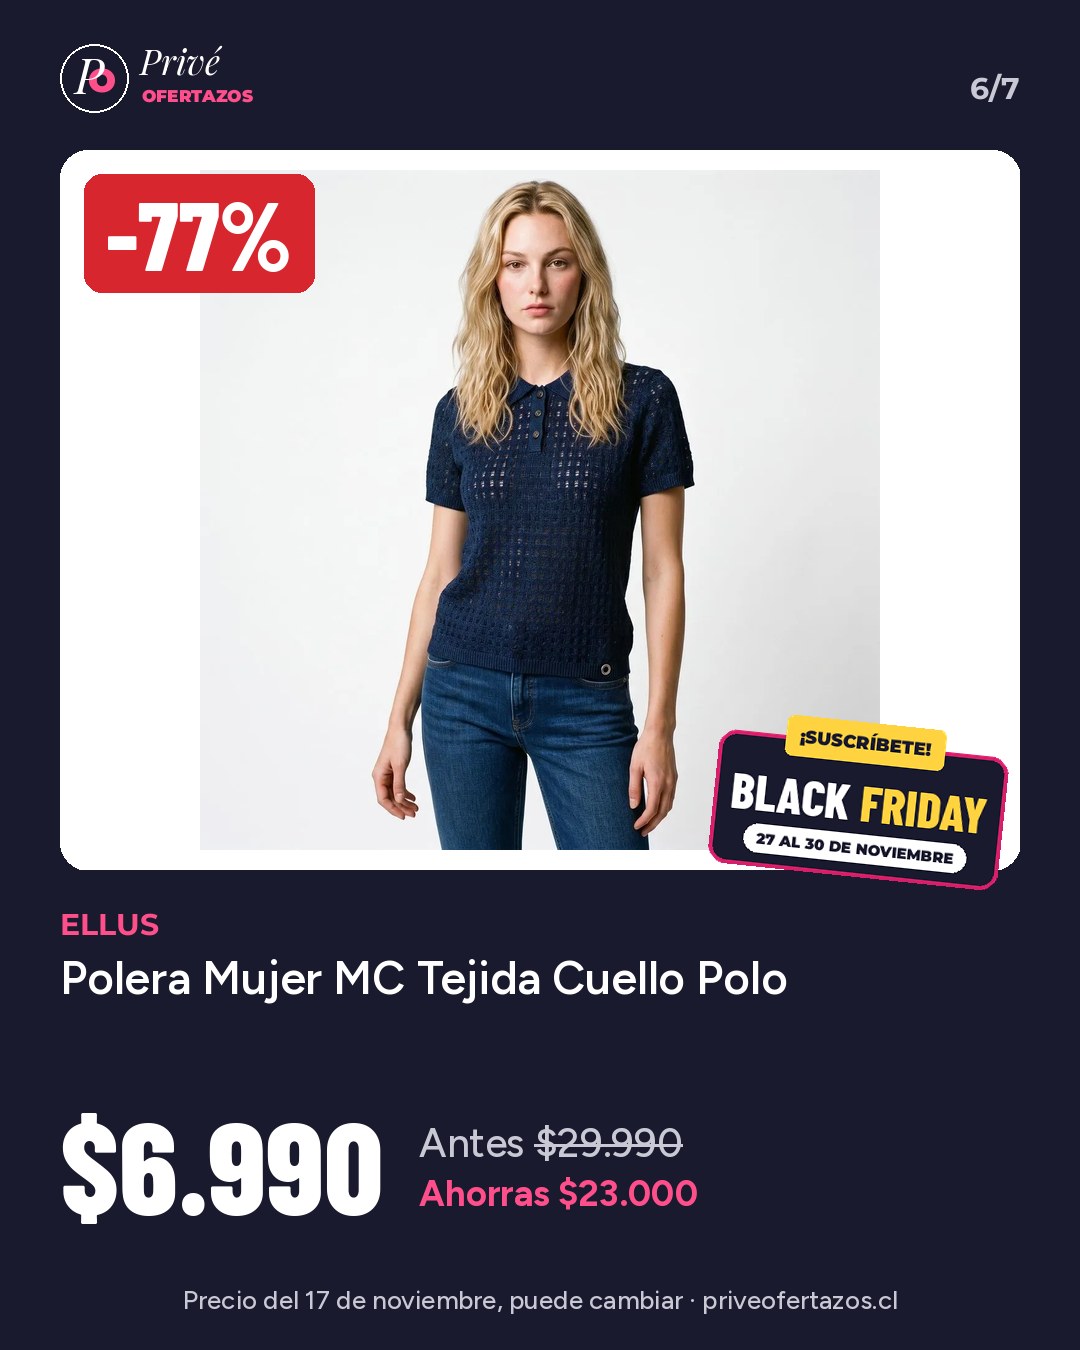 Po
Privé
OFERTAZOS
6/7
-77%
¡SUSCRÍBETE!
BLACK FRIDAY
27 AL 30 DE NOVIEMBRE
ELLUS
Polera Mujer MC Tejida Cuello Polo
$6.990
Antes $29.990
Ahorras $23.000
Precio del 17 de noviembre, puede cambiar · priveofertazos.cl